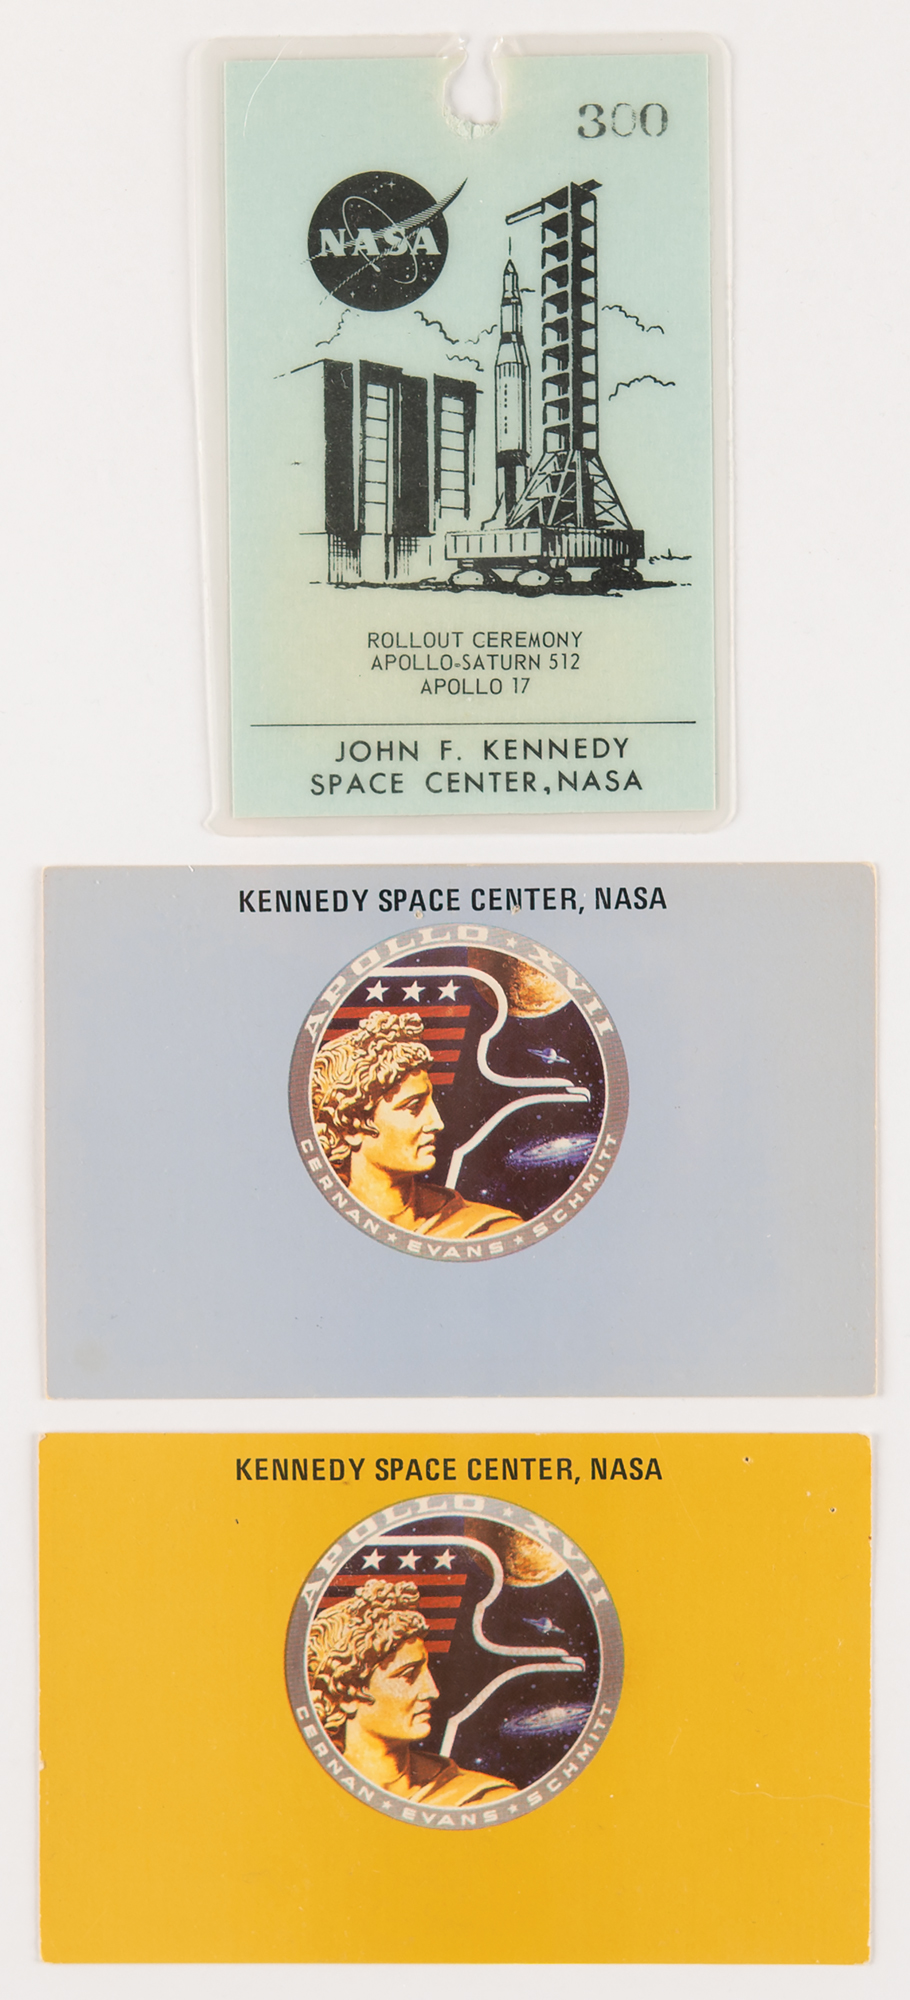 300
NASA
ROLLOUT CEREMONY
APOLLO-SATURN 512
APOLLO 17
JOHN F. KENNEDY
SPACE CENTER, NASA
KENNEDY SPACE CENTER, NASA
APOLLO ★ XVII
CERNAN ★ EVANS ★ SCHMITT
KENNEDY SPACE CENTER, NASA
APOLLO ★ XVII
CERNAN ★ EVANS ★ SCHMITT